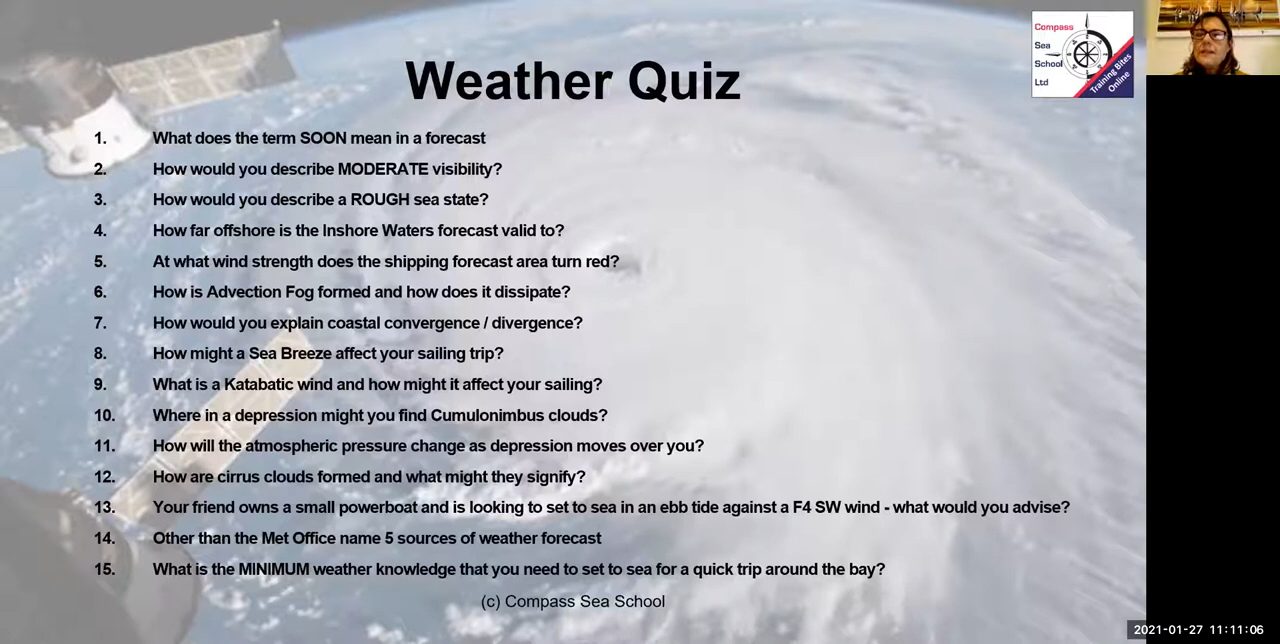 Weather Quiz
Compass
Sea
School
Ltd
Training Bites
Online
1. What does the term SOON mean in a forecast
2. How would you describe MODERATE visibility?
3. How would you describe a ROUGH sea state?
4. How far offshore is the Inshore Waters forecast valid to?
5. At what wind strength does the shipping forecast area turn red?
6. How is Advection Fog formed and how does it dissipate?
7. How would you explain coastal convergence / divergence?
8. How might a Sea Breeze affect your sailing trip?
9. What is a Katabatic wind and how might it affect your sailing?
10. Where in a depression might you find Cumulonimbus clouds?
11. How will the atmospheric pressure change as depression moves over you?
12. How are cirrus clouds formed and what might they signify?
13. Your friend owns a small powerboat and is looking to set to sea in an ebb tide against a F4 SW wind - what would you advise?
14. Other than the Met Office name 5 sources of weather forecast
15. What is the MINIMUM weather knowledge that you need to set to sea for a quick trip around the bay?
(c) Compass Sea School
2021-01-27 11:11:06